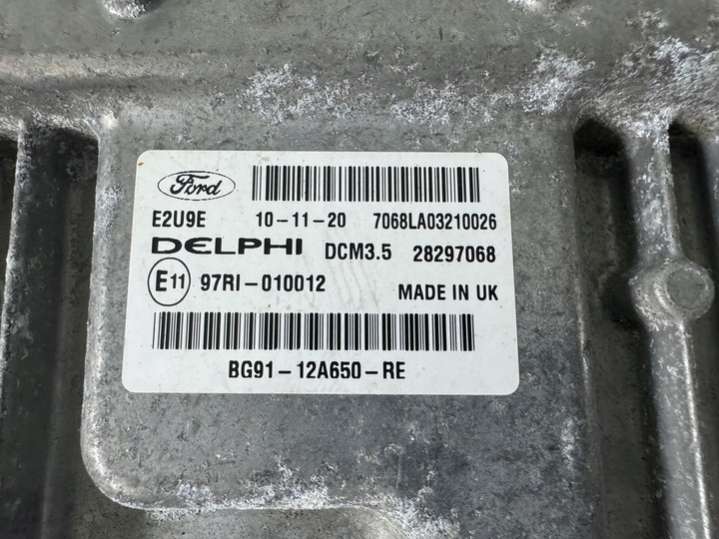 Ford
E2U9E 10-11-20 7068LA03210026
DELPHI DCM3.5 28297068
E11 97RI-010012 MADE IN UK
BG91-12A650-RE